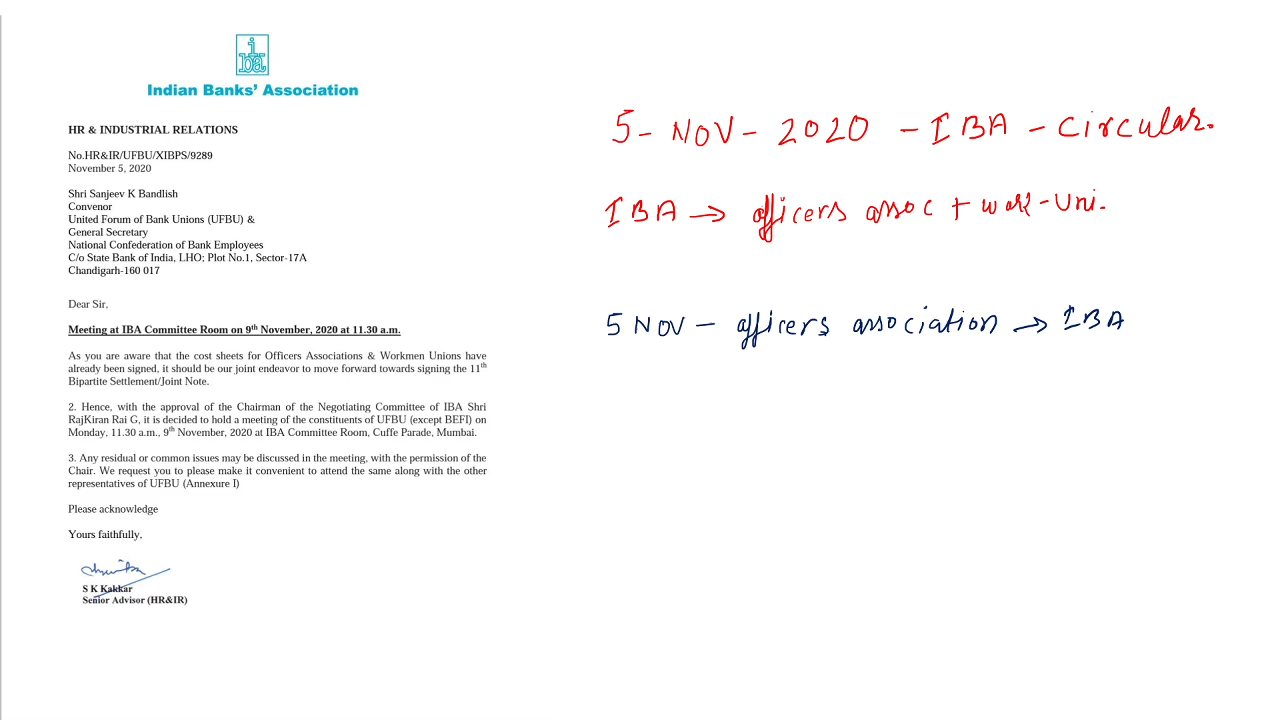 iba
Indian Banks' Association
HR & INDUSTRIAL RELATIONS
No.HR&IR/UFBU/XIBPS/9289
November 5, 2020
Shri Sanjeev K Bandlish
Convenor
United Forum of Bank Unions (UFBU) &
General Secretary
National Confederation of Bank Employees
C/o State Bank of India, LHO; Plot No.1, Sector-17A
Chandigarh-160 017
Dear Sir,
Meeting at IBA Committee Room on 9th November, 2020 at 11.30 a.m.
As you are aware that the cost sheets for Officers Associations & Workmen Unions have
already been signed, it should be our joint endeavor to move forward towards signing the 11th
Bipartite Settlement/Joint Note.
2. Hence, with the approval of the Chairman of the Negotiating Committee of IBA Shri
RajKiran Rai G, it is decided to hold a meeting of the constituents of UFBU (except BEFI) on
Monday, 11.30 a.m., 9th November, 2020 at IBA Committee Room, Cuffe Parade, Mumbai.
3. Any residual or common issues may be discussed in the meeting, with the permission of the
Chair. We request you to please make it convenient to attend the same along with the other
representatives of UFBU (Annexure I)
Please acknowledge
Yours faithfully,
S K Kakkar
Senior Advisor (HR&IR)
5 - NOV - 2020 - IBA - Circular.
IBA → officers assoc + work - Uni.
5 NOV - officers association → IBA